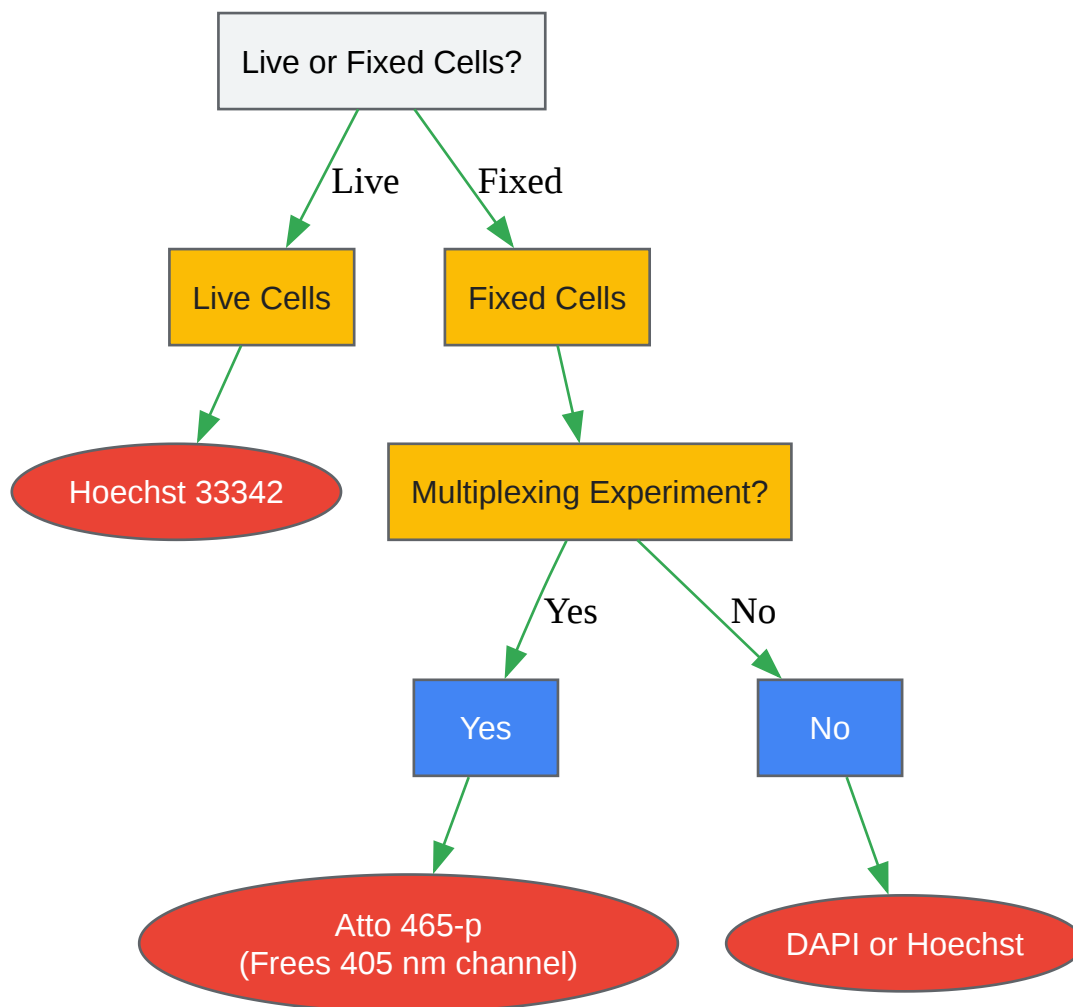 Live or Fixed Cells?
Live
Fixed
Live Cells
Fixed Cells
Hoechst 33342
Multiplexing Experiment?
Yes
No
Yes
No
Atto 465-p
(Frees 405 nm channel)
DAPI or Hoechst